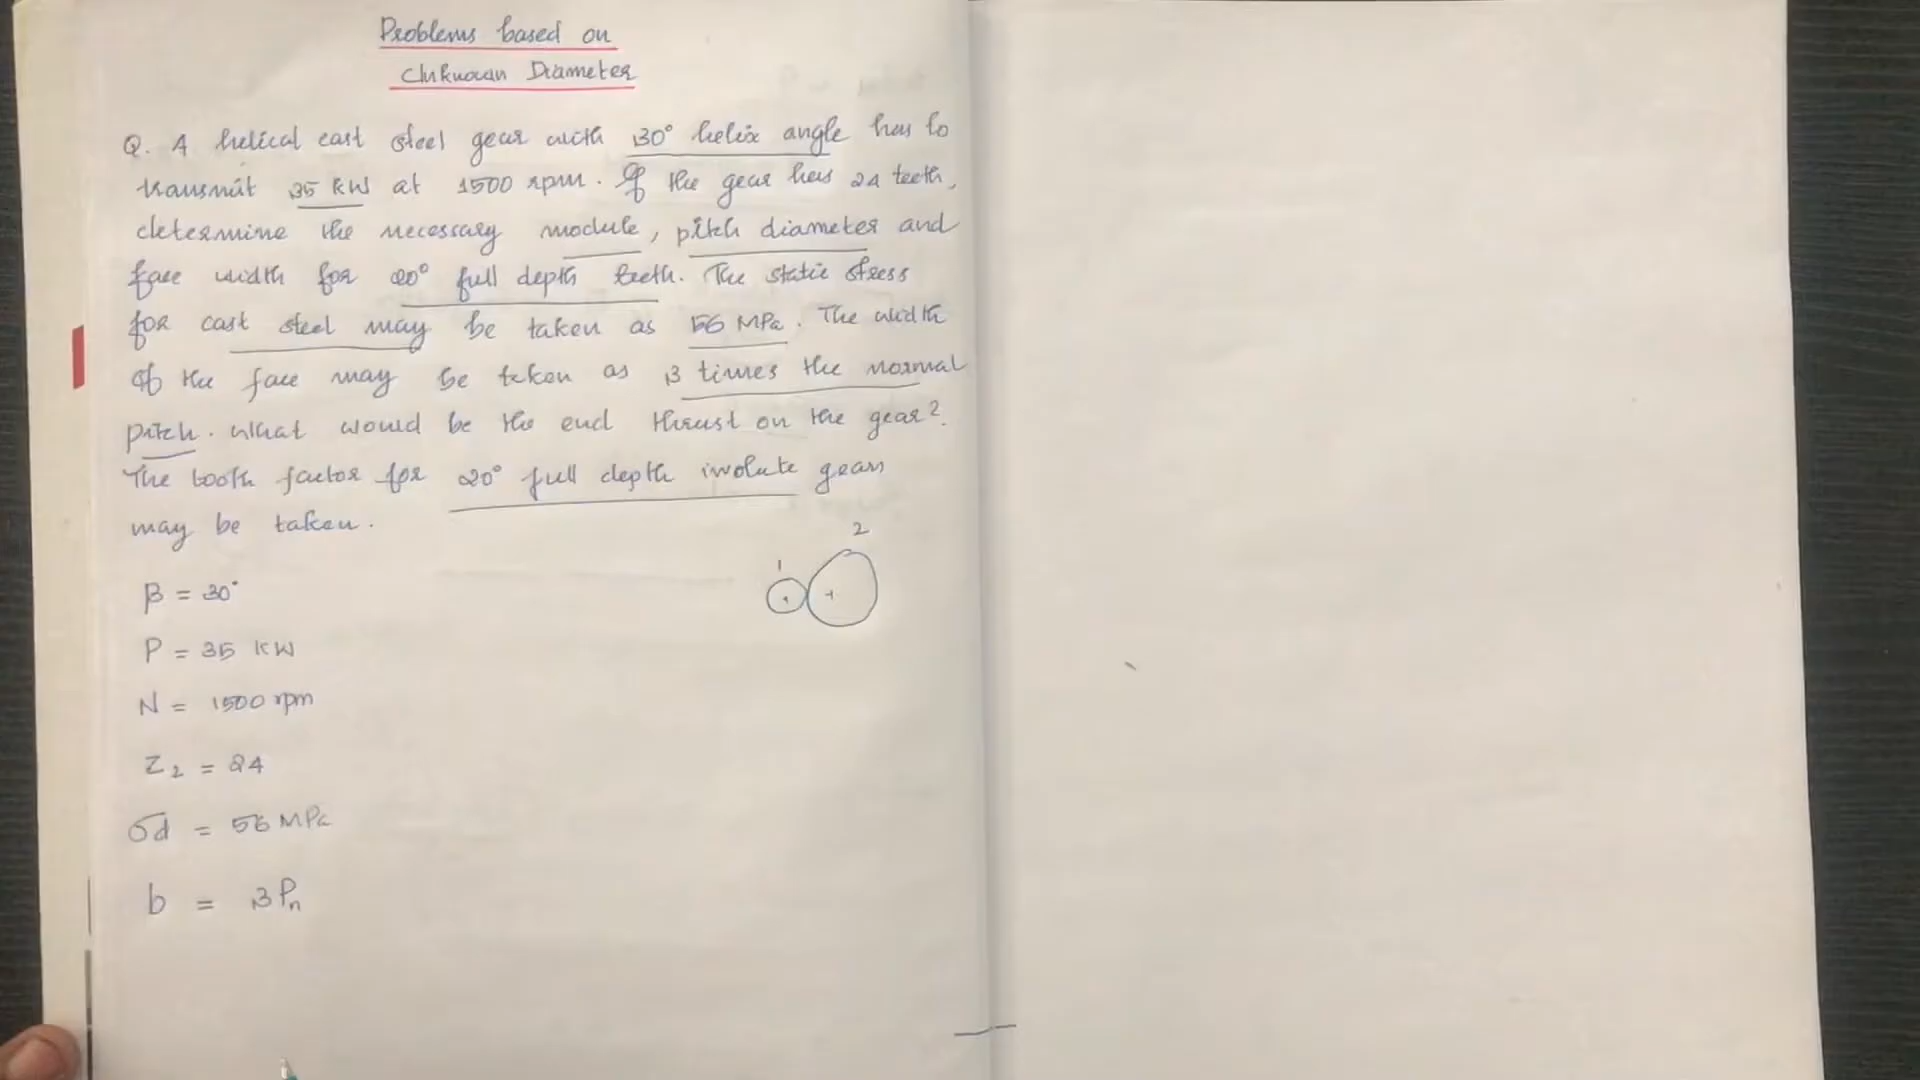 Problems based on
Unknown Diameter
Q. A helical cast steel gear with 30° helix angle has to
transmit 35 kW at 1500 rpm. If the gear has 24 teeth,
determine the necessary module, pitch diameter and
face width for 20° full depth teeth. The static stress
for cast steel may be taken as 56 MPa. The width
of the face may be taken as 3 times the normal
pitch. What would be the end thrust on the gear?
The tooth factor for 20° full depth involute gears
may be taken.
2
1
β = 30°
P = 35 KW
N = 1500 rpm
Z₂ = 24
σd = 56 MPa
b = 3Pn